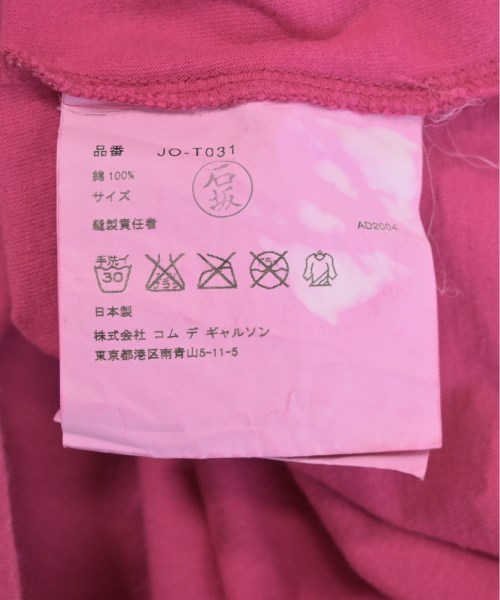 品番 JO-T031
綿 100%
サイズ
石坂
縫製責任者 AD2004
手洗イ
30
日本製
株式会社 コム デ ギャルソン
東京都港区南青山5-11-5